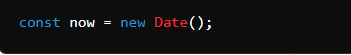 const now = new Date();